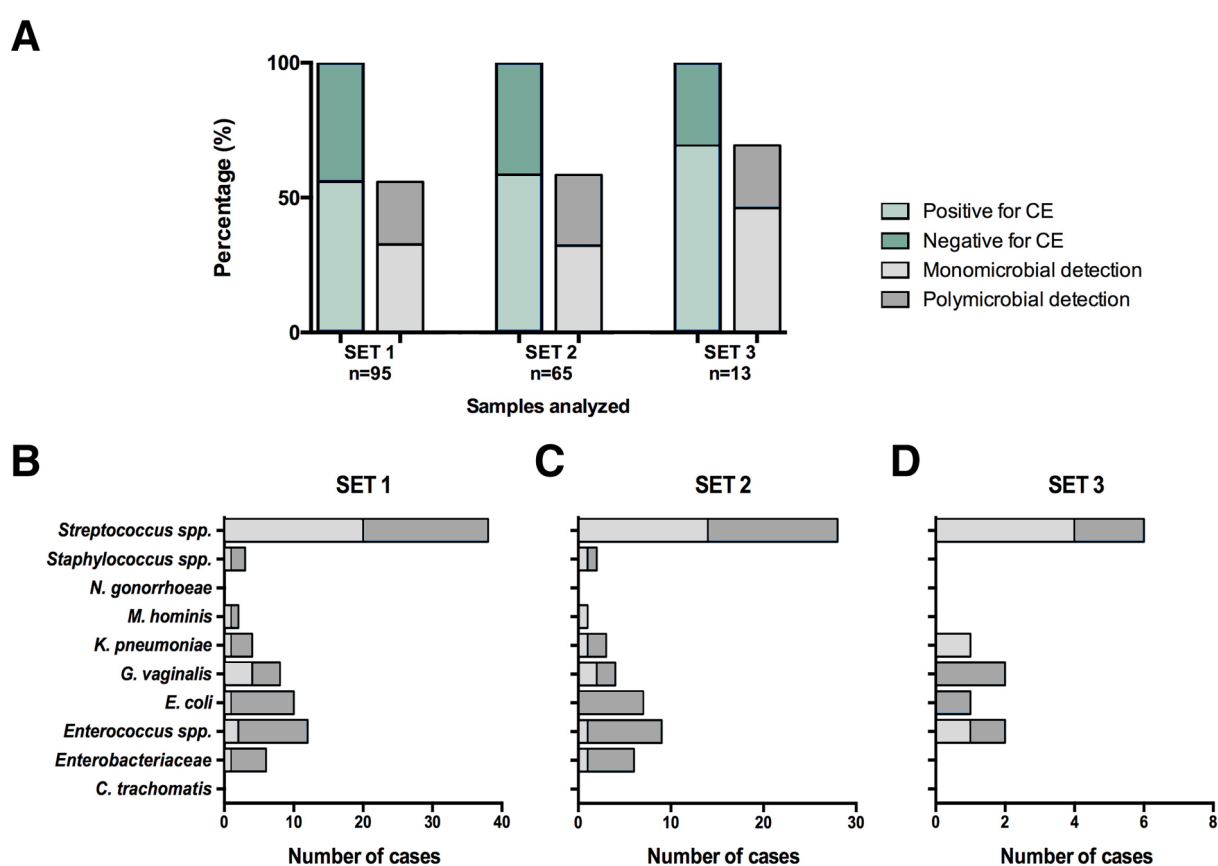 A
Percentage (%)
100
50
0
SET 1
n=95
SET 2
n=65
SET 3
n=13
Samples analyzed
Positive for CE
Negative for CE
Monomicrobial detection
Polymicrobial detection
B
SET 1
Streptococcus spp.
Staphylococcus spp.
N. gonorrhoeae
M. hominis
K. pneumoniae
G. vaginalis
E. coli
Enterococcus spp.
Enterobacteriaceae
C. trachomatis
0 10 20 30 40
Number of cases
C
SET 2
0 10 20 30
Number of cases
D
SET 3
0 2 4 6 8
Number of cases